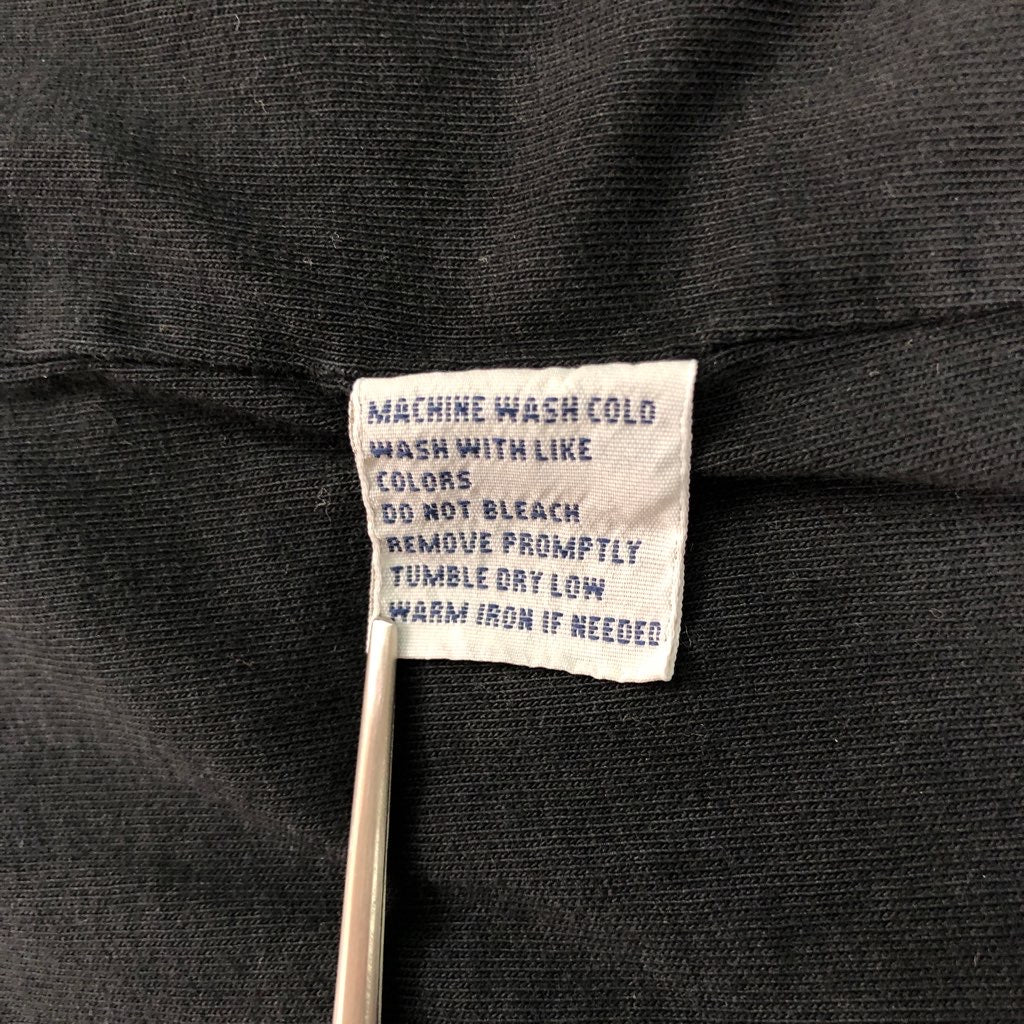 MACHINE WASH COLD
WASH WITH LIKE
COLORS
DO NOT BLEACH
REMOVE PROMPTLY
TUMBLE DRY LOW
WARM IRON IF NEEDED